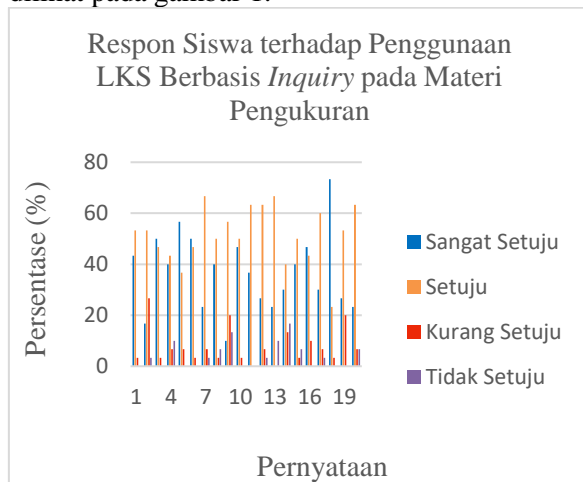 dilihat pada gambar 1.
Respon Siswa terhadap Penggunaan
LKS Berbasis Inquiry pada Materi
Pengukuran
80
60
40
20
0
1 4 7 10 13 16 19
Persentase (%)
Pernyataan
Sangat Setuju
Setuju
Kurang Setuju
Tidak Setuju